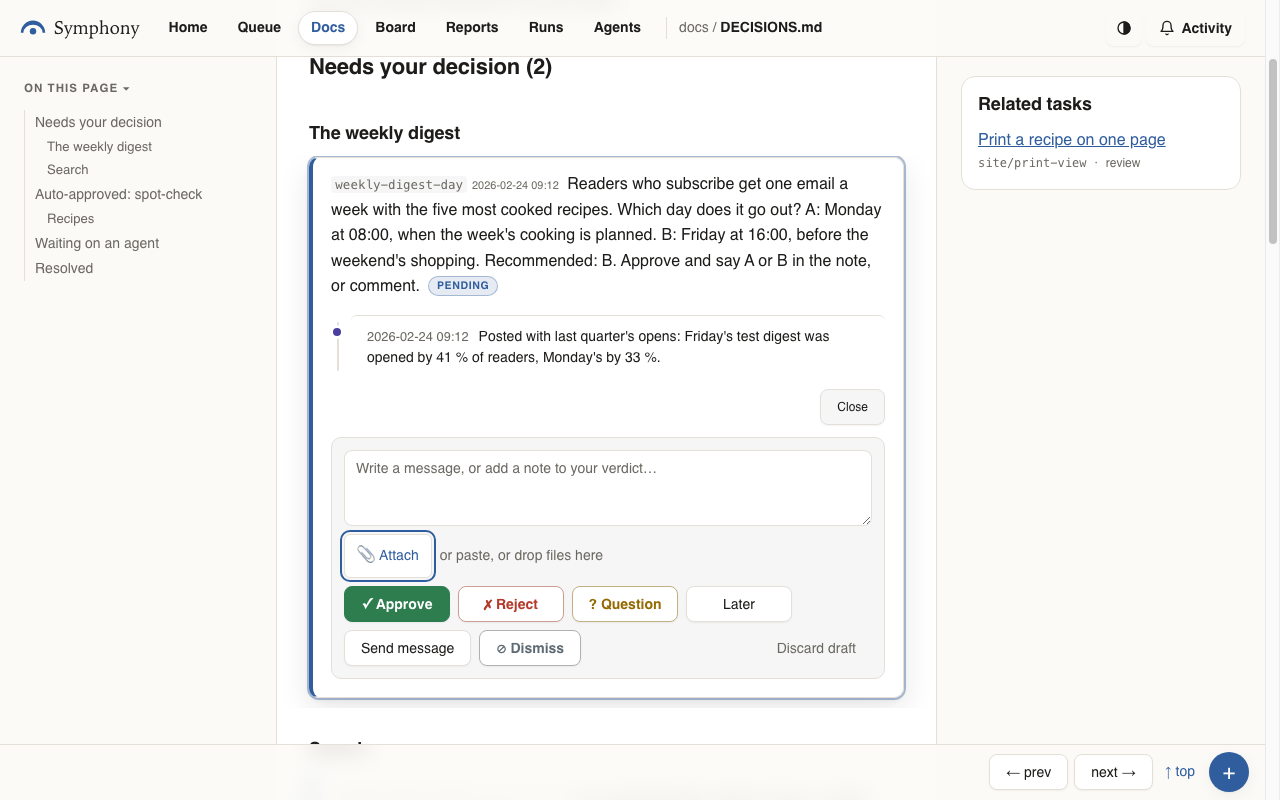 Symphony
Home
Queue
Docs
Board
Reports
Runs
Agents
docs / DECISIONS.md
Activity
ON THIS PAGE
Needs your decision
The weekly digest
Search
Auto-approved: spot-check
Recipes
Waiting on an agent
Resolved
Needs your decision (2)
The weekly digest
weekly-digest-day 2026-02-24 09:12 Readers who subscribe get one email a
week with the five most cooked recipes. Which day does it go out? A: Monday
at 08:00, when the week's cooking is planned. B: Friday at 16:00, before the
weekend's shopping. Recommended: B. Approve and say A or B in the note,
or comment. PENDING
2026-02-24 09:12 Posted with last quarter's opens: Friday's test digest was
opened by 41 % of readers, Monday's by 33 %.
Close
Write a message, or add a note to your verdict…
Attach or paste, or drop files here
✓ Approve
✗ Reject
? Question
Later
Send message
⊘ Dismiss
Discard draft
Related tasks
Print a recipe on one page
site/print-view · review
← prev
next →
↑ top
+